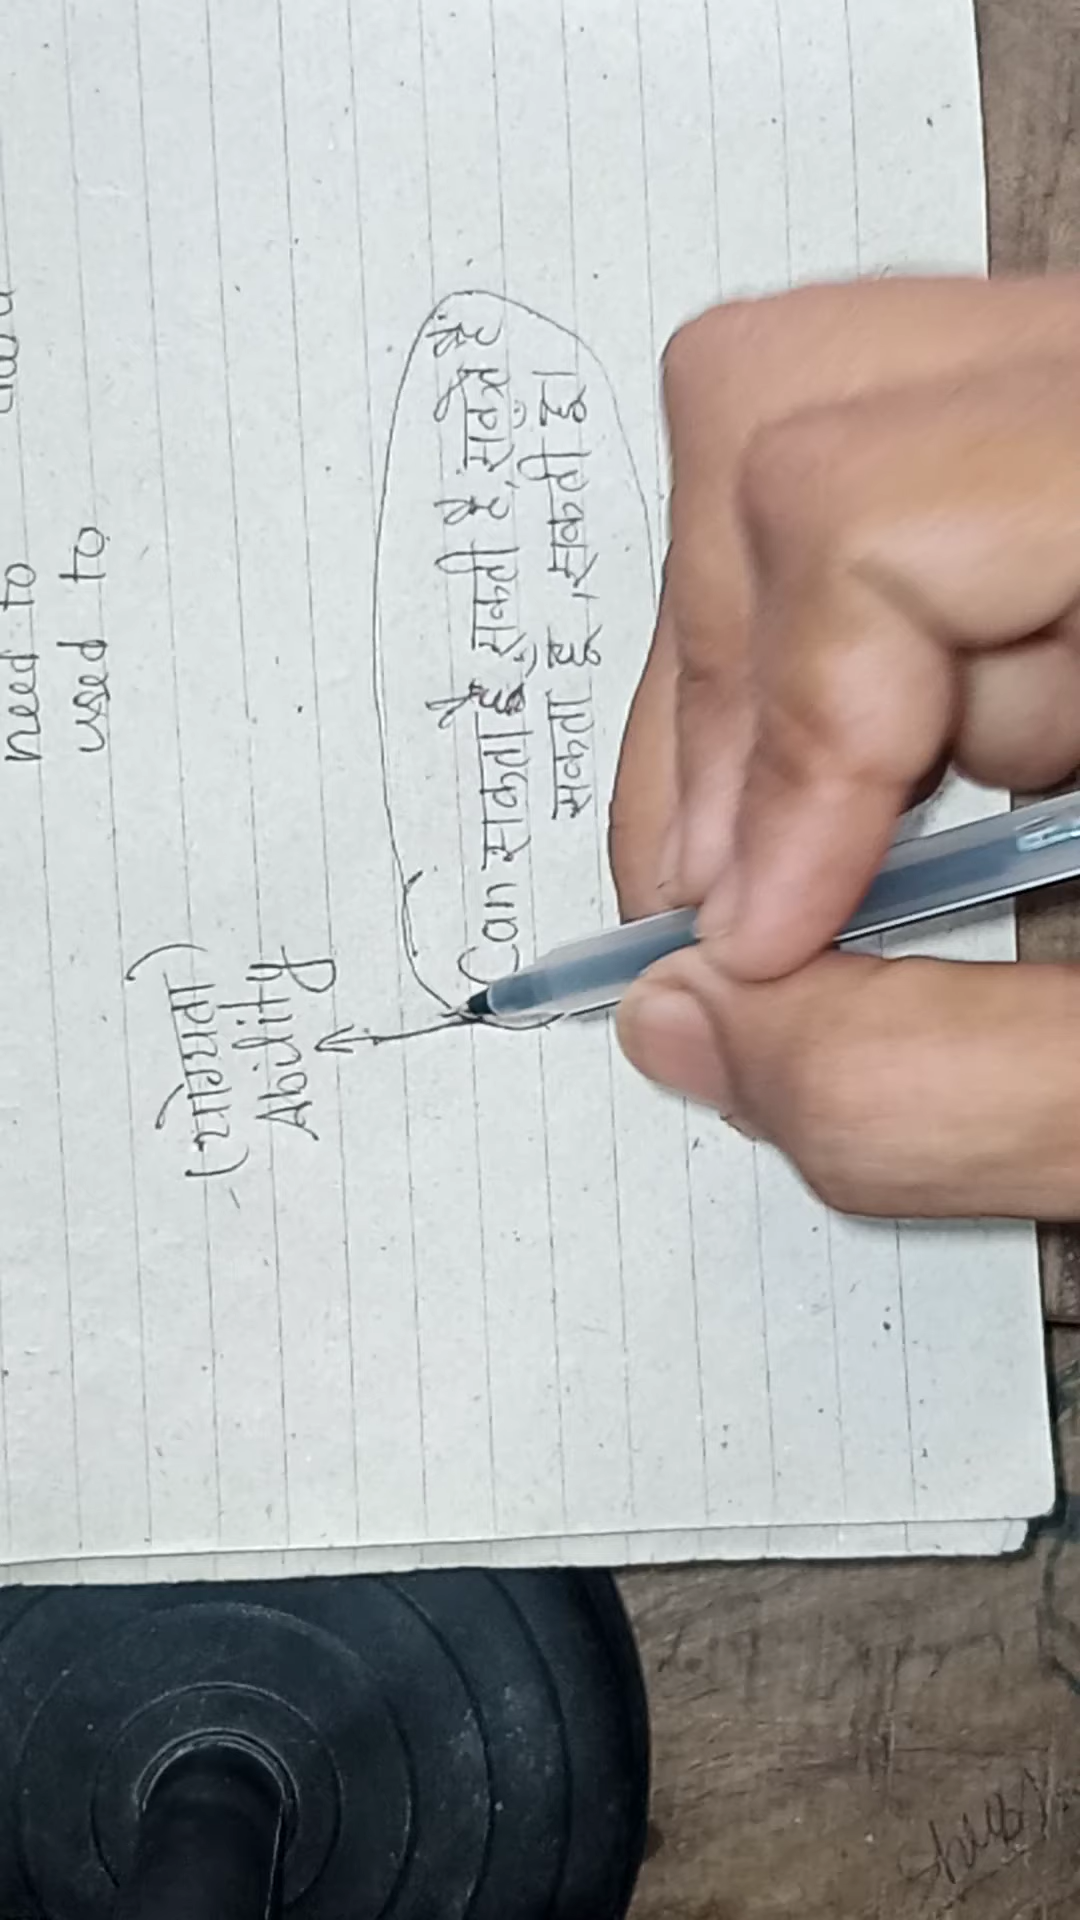 need to
used to
(योग्यता)
Ability
Can सकता है, सकती है, सकते हैं
सकता हूँ, सकती हूँ।